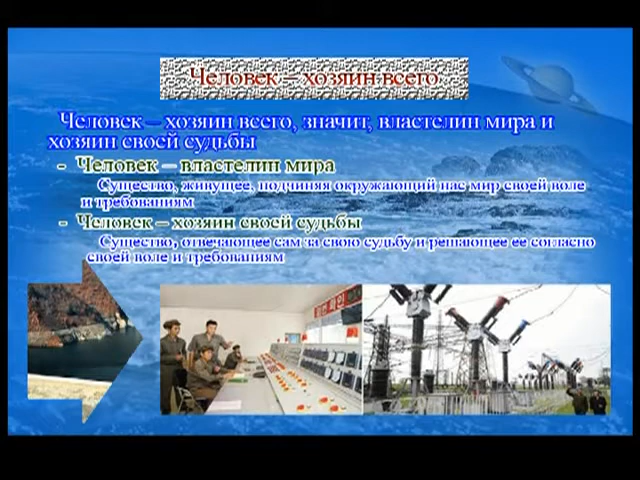 Человек – хозяин всего
Человек – хозяин всего, значит, властелин мира и
хозяин своей судьбы
- Человек – властелин мира
Существо, живущее, подчиняя окружающий нас мир своей воле
и требованиям
- Человек – хозяин своей судьбы
Существо, отвечающее сам за свою судьбу и решающее ее согласно
своей воле и требованиям